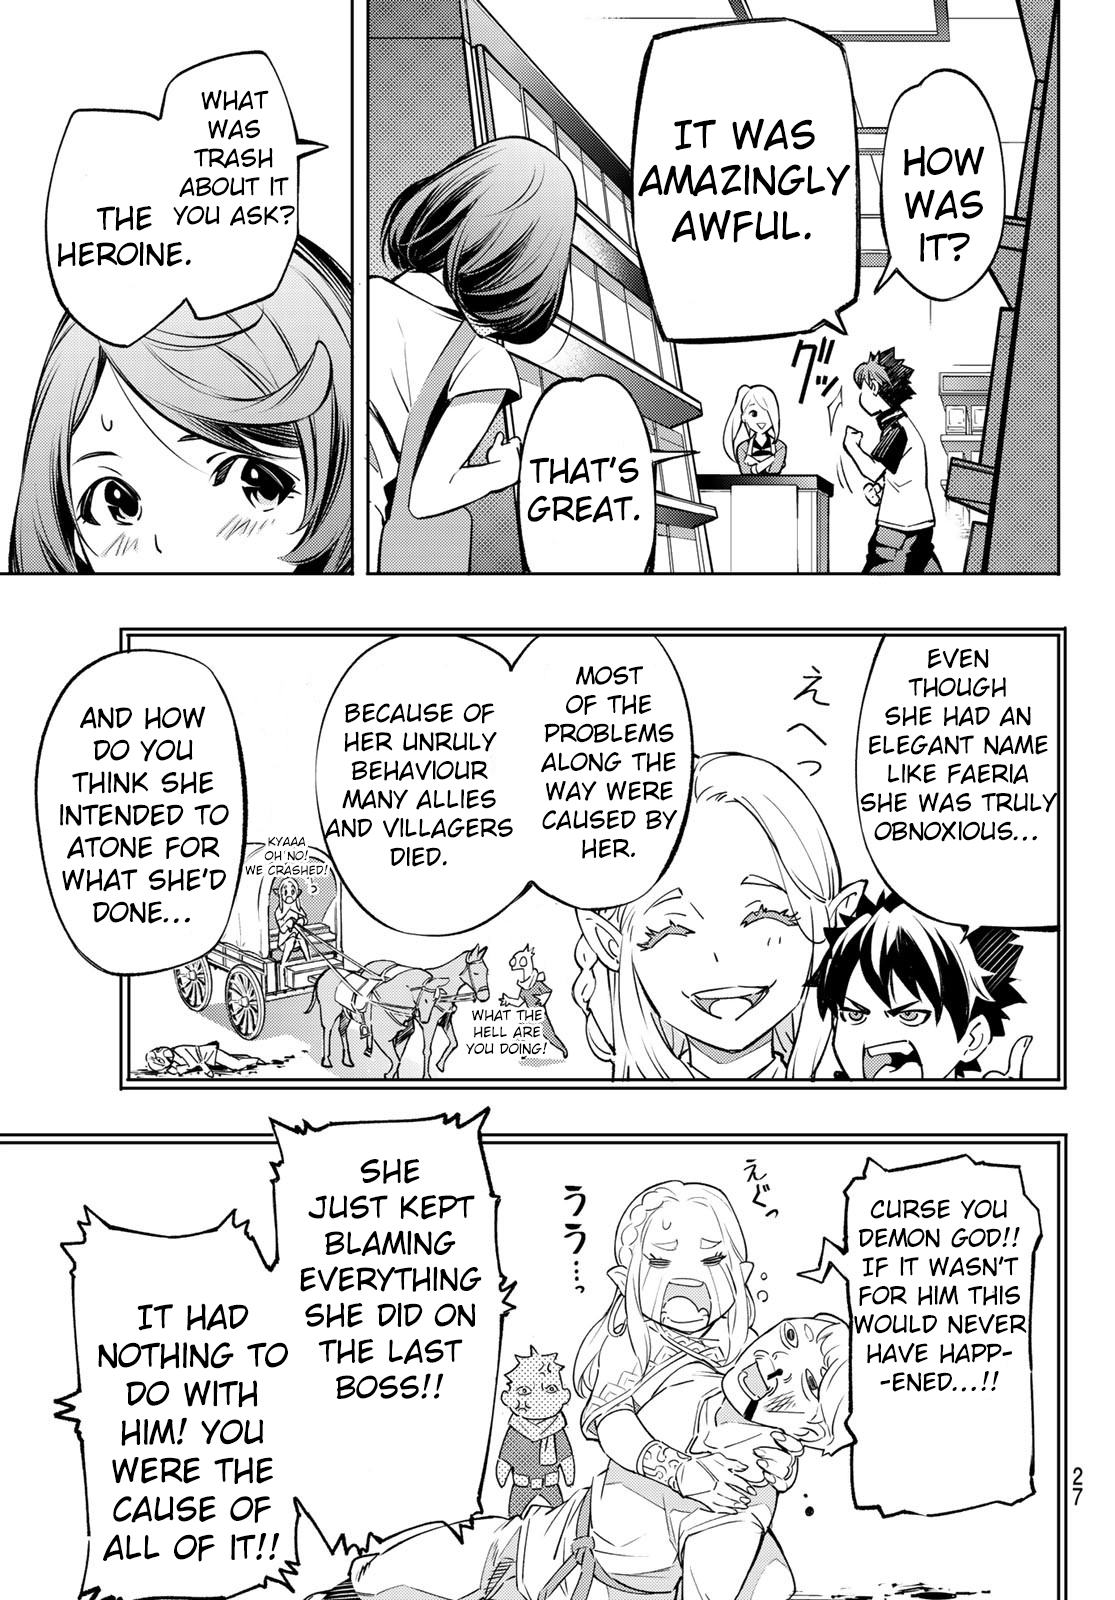 HOW
WAS
IT?
IT WAS
AMAZINGLY
AWFUL.
グッ
THAT'S
GREAT.
WHAT
WAS
TRASH
ABOUT IT
YOU ASK?
THE
HEROINE.
EVEN
THOUGH
SHE HAD AN
ELEGANT NAME
LIKE FAERIA
SHE WAS TRULY
OBNOXIOUS...
えへっ
MOST
OF THE
PROBLEMS
ALONG THE
WAY WERE
CAUSED BY
HER.
BECAUSE OF
HER UNRULY
BEHAVIOUR
MANY ALLIES
AND VILLAGERS
DIED.
KYAAA
OH NO!
WE CRASHED!
WHAT THE
HELL ARE
YOU DOING!
AND HOW
DO YOU
THINK SHE
INTENDED TO
ATONE FOR
WHAT SHE'D
DONE...
CURSE YOU
DEMON GOD!!
IF IT WASN'T
FOR HIM THIS
WOULD NEVER
HAVE HAPP-
-ENED...!!
えぐっ
うう…
SHE
JUST KEPT
BLAMING
EVERYTHING
SHE DID ON
THE LAST
BOSS!!
IT HAD
NOTHING TO
DO WITH
HIM! YOU
WERE THE
CAUSE OF
ALL OF IT!!
27